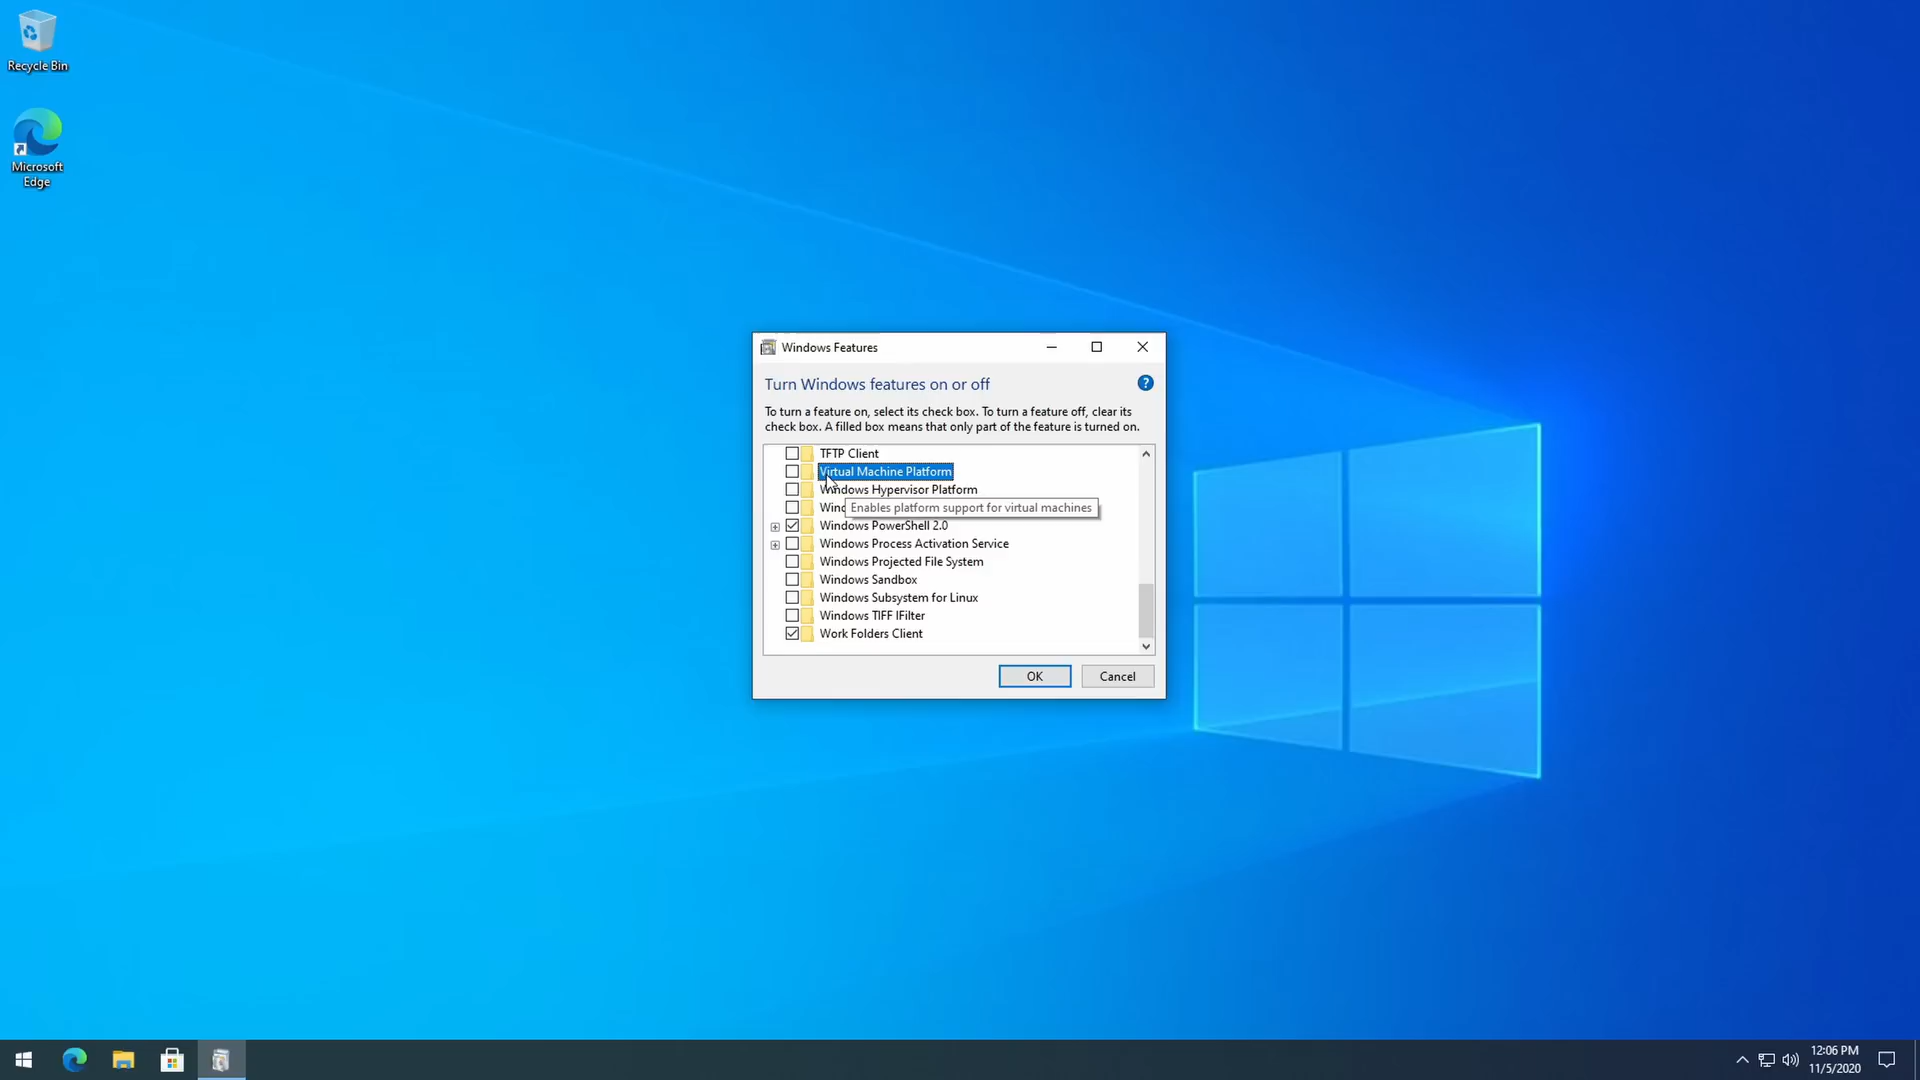 Recycle Bin
Microsoft
Edge
Windows Features
Turn Windows features on or off
?
To turn a feature on, select its check box. To turn a feature off, clear its
check box. A filled box means that only part of the feature is turned on.
TFTP Client
Virtual Machine Platform
Windows Hypervisor Platform
Enables platform support for virtual machines
Windows PowerShell 2.0
Windows Process Activation Service
Windows Projected File System
Windows Sandbox
Windows Subsystem for Linux
Windows TIFF IFilter
Work Folders Client
OK
Cancel
12:06 PM
11/5/2020